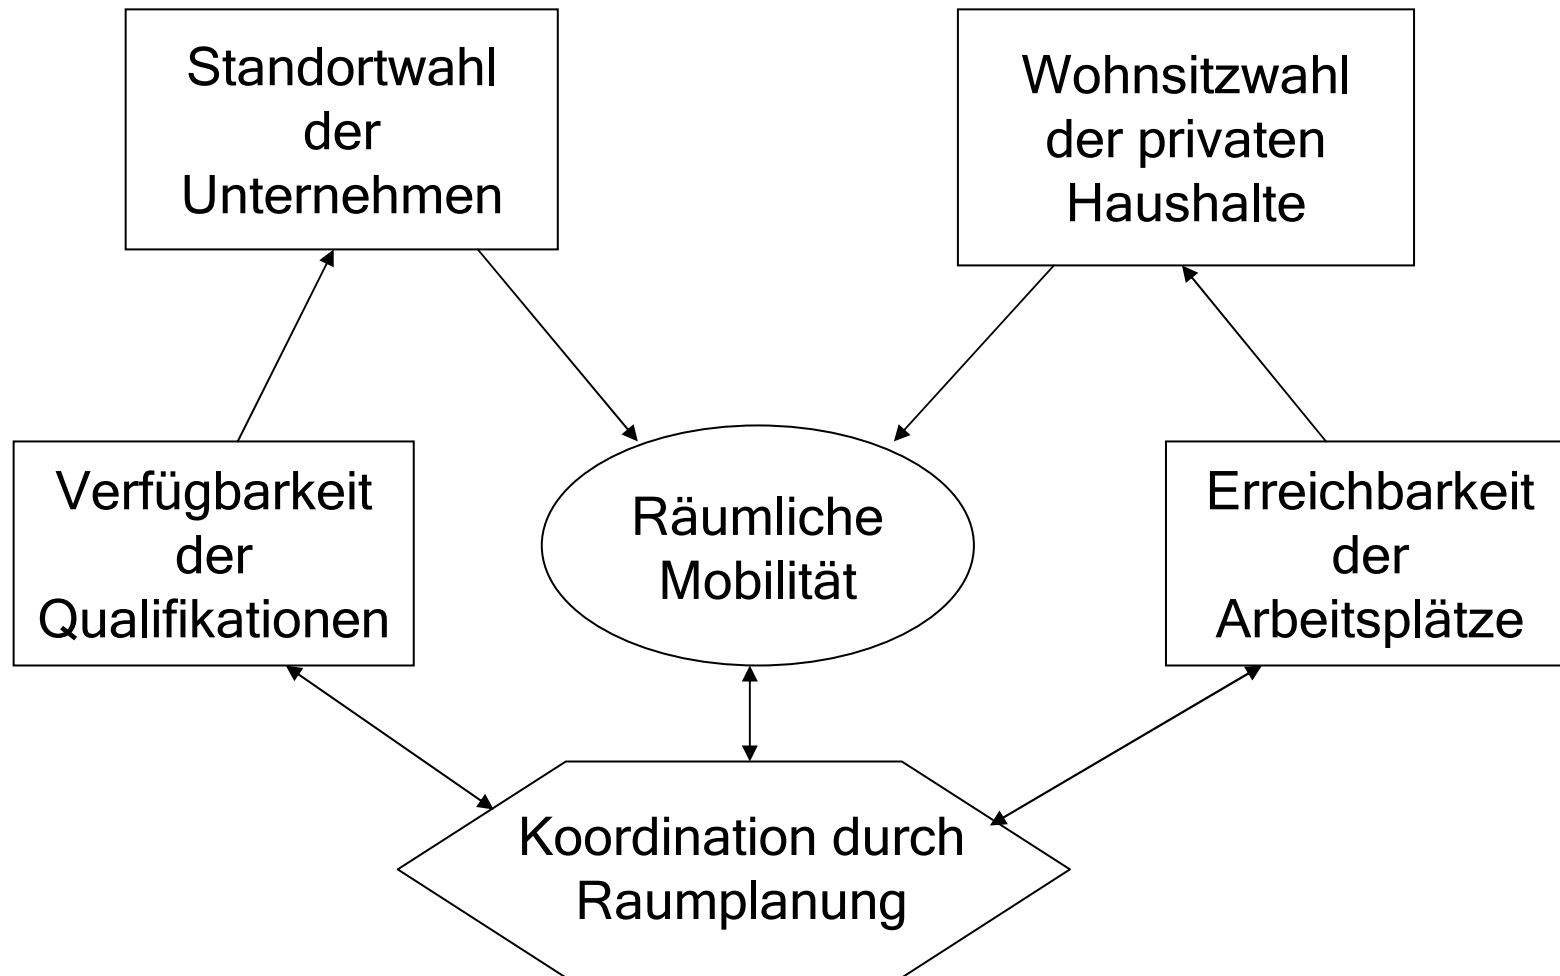 Standortwahl
der
Unternehmen
Wohnsitzwahl
der privaten
Haushalte
Verfügbarkeit
der
Qualifikationen
Räumliche
Mobilität
Erreichbarkeit
der
Arbeitsplätze
Koordination durch
Raumplanung